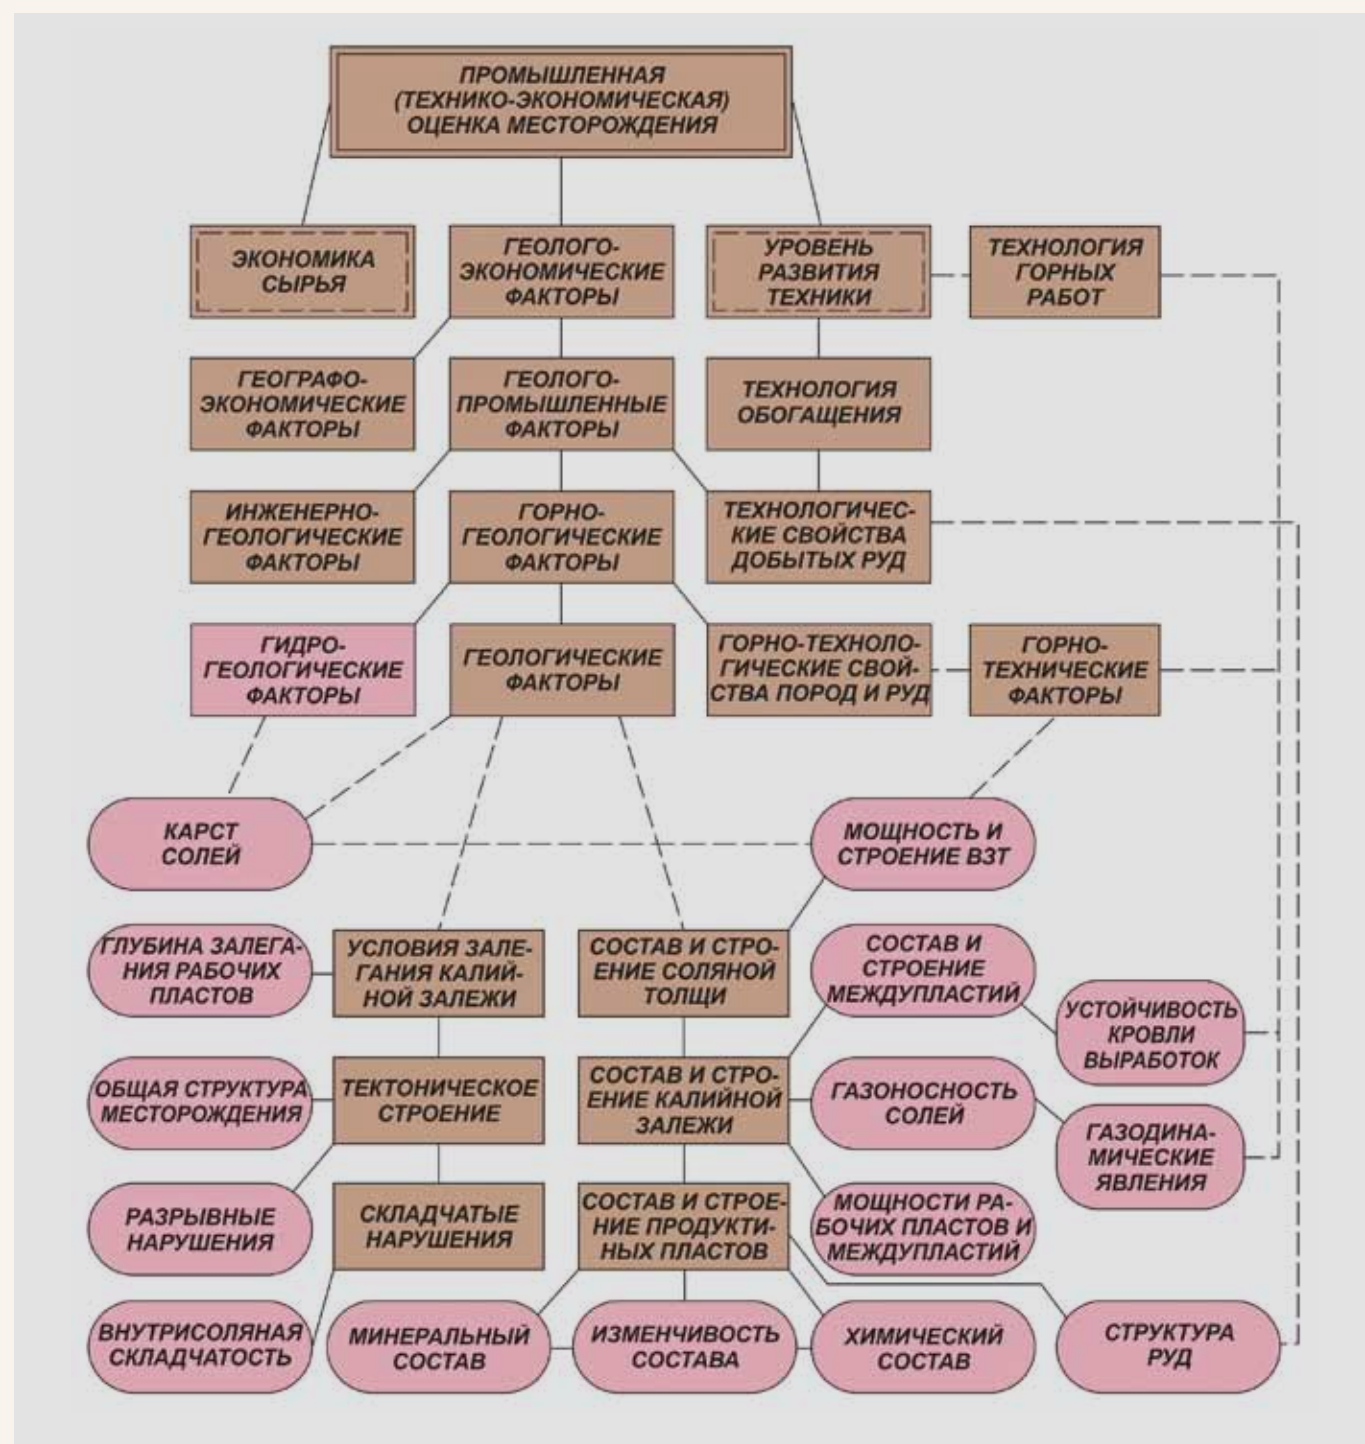 ПРОМЫШЛЕННАЯ
(ТЕХНИКО-ЭКОНОМИЧЕСКАЯ)
ОЦЕНКА МЕСТОРОЖДЕНИЯ
ЭКОНОМИКА
СЫРЬЯ
ГЕОЛОГО-
ЭКОНОМИЧЕСКИЕ
ФАКТОРЫ
УРОВЕНЬ
РАЗВИТИЯ
ТЕХНИКИ
ТЕХНОЛОГИЯ
ГОРНЫХ
РАБОТ
ГЕОГРАФО-
ЭКОНОМИЧЕСКИЕ
ФАКТОРЫ
ГЕОЛОГО-
ПРОМЫШЛЕННЫЕ
ФАКТОРЫ
ТЕХНОЛОГИЯ
ОБОГАЩЕНИЯ
ИНЖЕНЕРНО-
ГЕОЛОГИЧЕСКИЕ
ФАКТОРЫ
ГОРНО-
ГЕОЛОГИЧЕСКИЕ
ФАКТОРЫ
ТЕХНОЛОГИЧЕС-
КИЕ СВОЙСТВА
ДОБЫТЫХ РУД
ГИДРО-
ГЕОЛОГИЧЕСКИЕ
ФАКТОРЫ
ГЕОЛОГИЧЕСКИЕ
ФАКТОРЫ
ГОРНО-ТЕХНОЛО-
ГИЧЕСКИЕ СВОЙ-
СТВА ПОРОД И РУД
ГОРНО-
ТЕХНИЧЕСКИЕ
ФАКТОРЫ
КАРСТ
СОЛЕЙ
МОЩНОСТЬ И
СТРОЕНИЕ ВЗТ
ГЛУБИНА ЗАЛЕГА-
НИЯ РАБОЧИХ
ПЛАСТОВ
УСЛОВИЯ ЗАЛЕ-
ГАНИЯ КАЛИЙ-
НОЙ ЗАЛЕЖИ
СОСТАВ И СТРО-
ЕНИЕ СОЛЯНОЙ
ТОЛЩИ
СОСТАВ И
СТРОЕНИЕ
МЕЖДУПЛАСТИЙ
УСТОЙЧИВОСТЬ
КРОВЛИ
ВЫРАБОТОК
ОБЩАЯ СТРУКТУРА
МЕСТОРОЖДЕНИЯ
ТЕКТОНИЧЕСКОЕ
СТРОЕНИЕ
СОСТАВ И СТРО-
ЕНИЕ КАЛИЙНОЙ
ЗАЛЕЖИ
ГАЗОНОСНОСТЬ
СОЛЕЙ
ГАЗОДИНА-
МИЧЕСКИЕ
ЯВЛЕНИЯ
РАЗРЫВНЫЕ
НАРУШЕНИЯ
СКЛАДЧАТЫЕ
НАРУШЕНИЯ
СОСТАВ И СТРОЕ-
НИЕ ПРОДУКТИ-
НЫХ ПЛАСТОВ
МОЩНОСТИ РА-
БОЧИХ ПЛАСТОВ И
МЕЖДУПЛАСТИЙ
ВНУТРИСОЛЯНАЯ
СКЛАДЧАТОСТЬ
МИНЕРАЛЬНЫЙ
СОСТАВ
ИЗМЕНЧИВОСТЬ
СОСТАВА
ХИМИЧЕСКИЙ
СОСТАВ
СТРУКТУРА
РУД